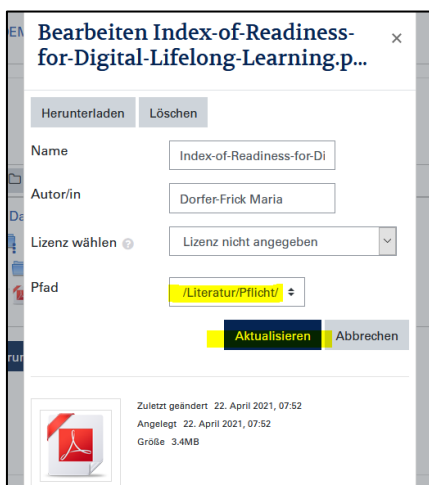 Bearbeiten Index-of-Readiness-
for-Digital-Lifelong-Learning.p...
×
Herunterladen Löschen
Name Index-of-Readiness-for-Di
Autor/in Dorfer-Frick Maria
Lizenz wählen Lizenz nicht angegeben
Pfad /Literatur/Pflicht/
Aktualisieren Abbrechen
Zuletzt geändert 22. April 2021, 07:52
Angelegt 22. April 2021, 07:52
Größe 3.4MB